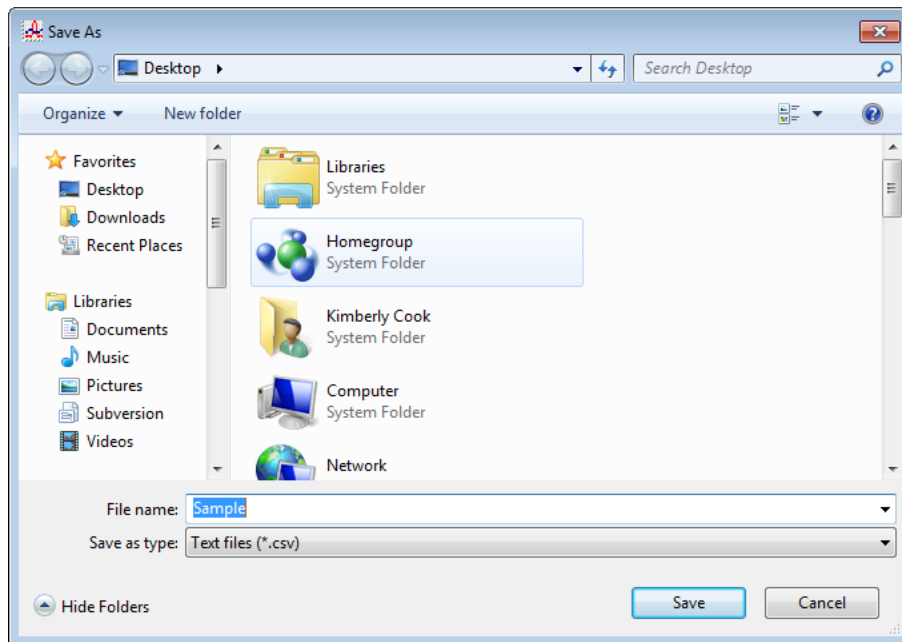 Save As
Desktop
Search Desktop
Organize
New folder
Favorites
Desktop
Downloads
Recent Places
Libraries
Documents
Music
Pictures
Subversion
Videos
Libraries
System Folder
Homegroup
System Folder
Kimberly Cook
System Folder
Computer
System Folder
Network
File name: Sample
Save as type: Text files (*.csv)
Hide Folders
Save
Cancel